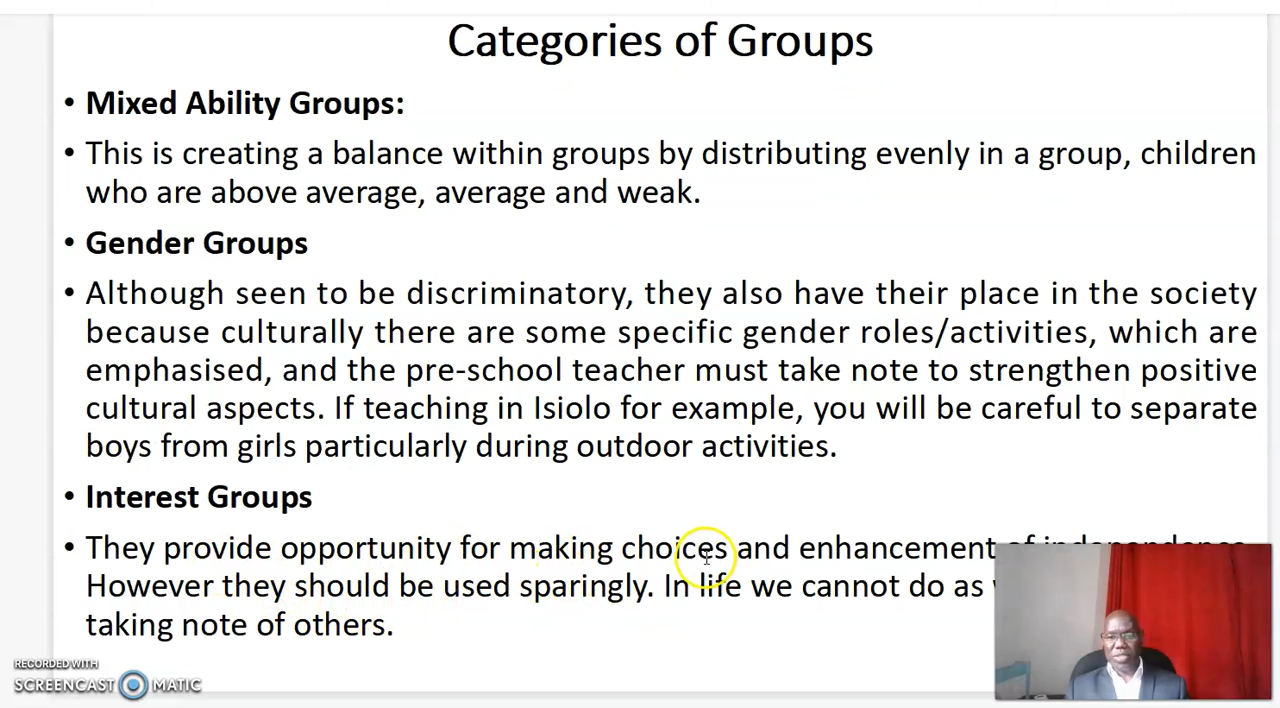 Categories of Groups
• Mixed Ability Groups:
• This is creating a balance within groups by distributing evenly in a group, children
who are above average, average and weak.
• Gender Groups
• Although seen to be discriminatory, they also have their place in the society
because culturally there are some specific gender roles/activities, which are
emphasised, and the pre-school teacher must take note to strengthen positive
cultural aspects. If teaching in Isiolo for example, you will be careful to separate
boys from girls particularly during outdoor activities.
• Interest Groups
• They provide opportunity for making choices and enhancement of
However they should be used sparingly. In life we cannot do as
taking note of others.
RECORDED WITH
SCREENCAST MATIC